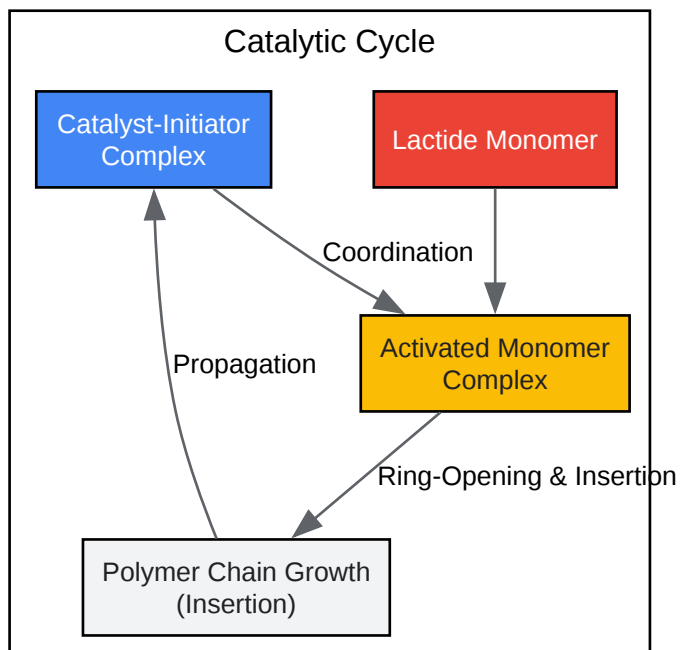 Catalytic Cycle
Catalyst-Initiator
Complex
Lactide Monomer
Coordination
Activated Monomer
Complex
Propagation
Ring-Opening & Insertion
Polymer Chain Growth
(Insertion)